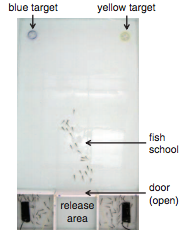 blue target yellow target
fish
school
door
(open)
release
area